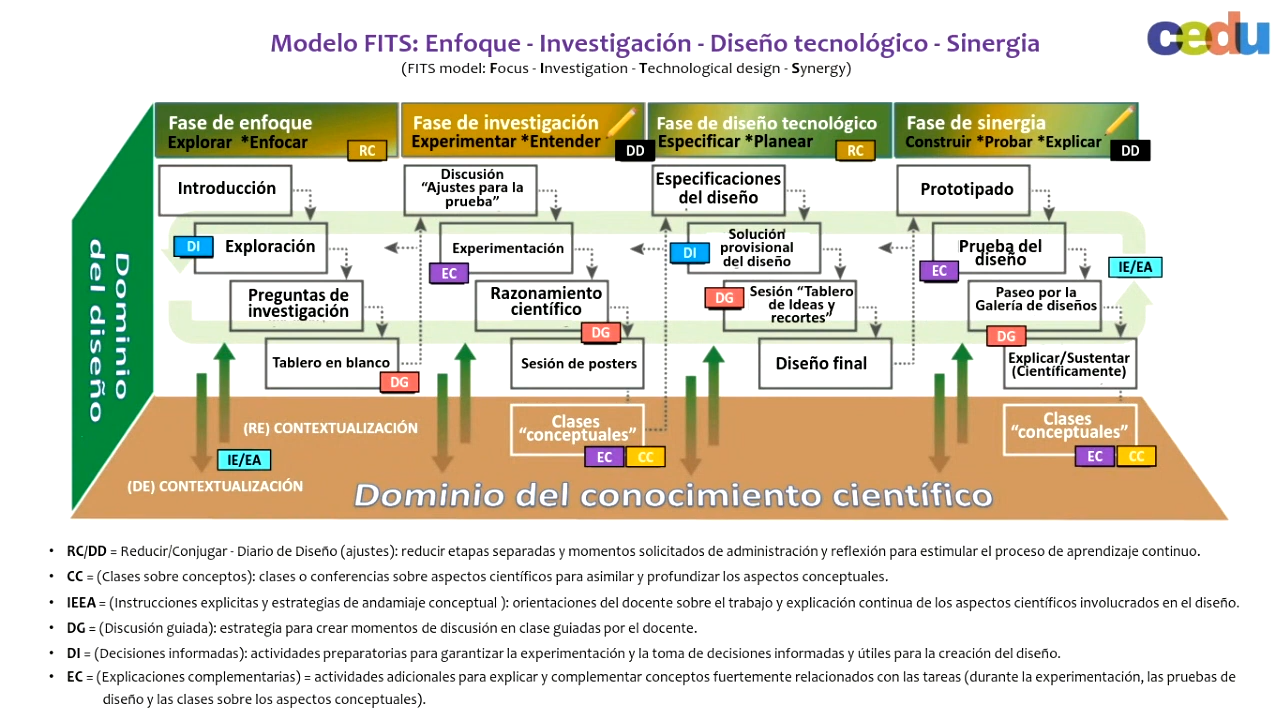 Modelo FITS: Enfoque - Investigación - Diseño tecnológico - Sinergia
cedu
(FITS model: Focus - Investigation - Technological design - Synergy)
Fase de enfoque
Explorar *Enfocar
RC
Fase de investigación
Experimentar *Entender
DD
Fase de diseño tecnológico
Especificar *Planear
RC
Fase de sinergia
Construir *Probar *Explicar
DD
Dominio
del diseño
Introducción
DI
Exploración
Preguntas de
investigación
Tablero en blanco
DG
Discusión
“Ajustes para la
prueba”
Experimentación
EC
Razonamiento
científico
DG
Sesión de posters
Clases
“conceptuales”
EC
CC
Especificaciones
del diseño
Solución
provisional
del diseño
DI
Sesión “Tablero
de Ideas y
recortes”
DG
Diseño final
Prototipado
Prueba del
diseño
EC
IE/EA
Paseo por la
Galería de diseños
DG
Explicar/Sustentar
(Científicamente)
Clases
“conceptuales”
EC
CC
(RE) CONTEXTUALIZACIÓN
IE/EA
(DE) CONTEXTUALIZACIÓN
Dominio del conocimiento científico
• RC/DD = Reducir/Conjugar - Diario de Diseño (ajustes): reducir etapas separadas y momentos solicitados de administración y reflexión para estimular el proceso de aprendizaje continuo.
• CC = (Clases sobre conceptos): clases o conferencias sobre aspectos científicos para asimilar y profundizar los aspectos conceptuales.
• IEEA = (Instrucciones explicitas y estrategias de andamiaje conceptual ): orientaciones del docente sobre el trabajo y explicación continua de los aspectos científicos involucrados en el diseño.
• DG = (Discusión guiada): estrategia para crear momentos de discusión en clase guiadas por el docente.
• DI = (Decisiones informadas): actividades preparatorias para garantizar la experimentación y la toma de decisiones informadas y útiles para la creación del diseño.
• EC = (Explicaciones complementarias) = actividades adicionales para explicar y complementar conceptos fuertemente relacionados con las tareas (durante la experimentación, las pruebas de
diseño y las clases sobre los aspectos conceptuales).